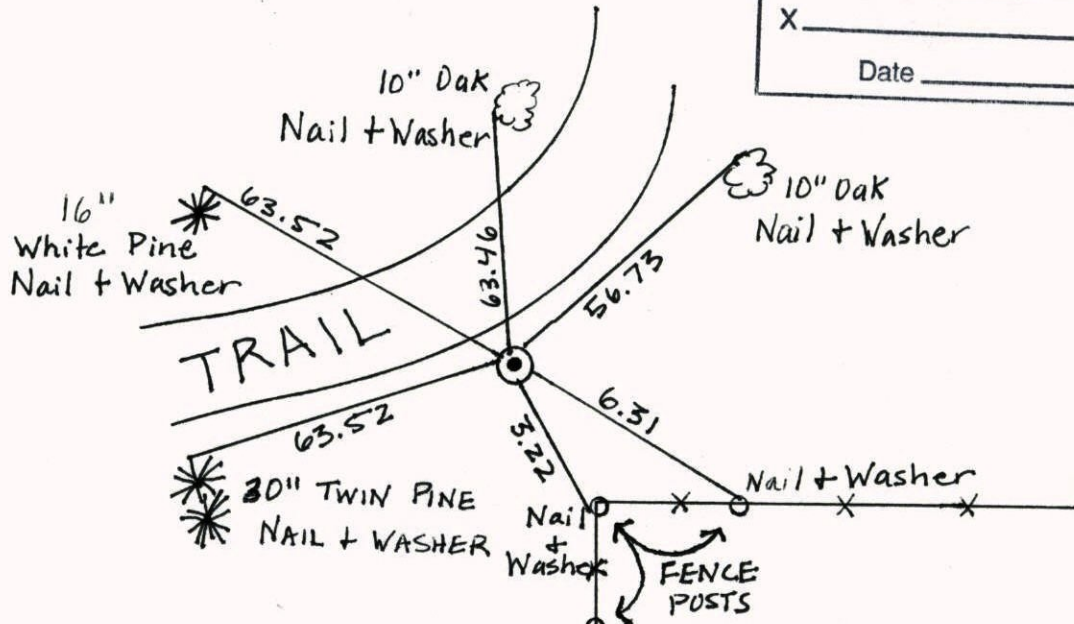 X
Date
10" Oak
Nail + Washer
16"
White Pine
Nail + Washer
63.52
63.46
56.73
10" Oak
Nail + Washer
TRAIL
63.52
3.22
6.31
30" TWIN PINE
NAIL + WASHER
Nail
+
Washer
Nail + Washer
FENCE
POSTS